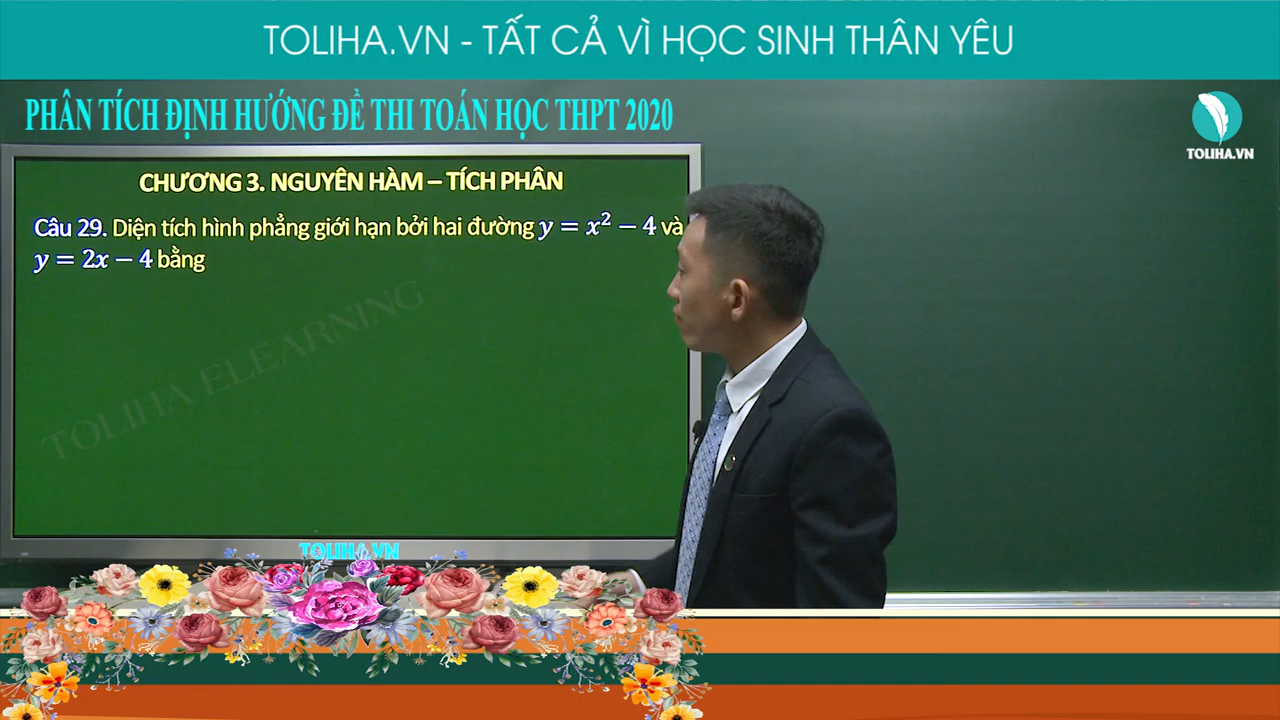 TOLIHA.VN - TẤT CẢ VÌ HỌC SINH THÂN YÊU
PHÂN TÍCH ĐỊNH HƯỚNG ĐỀ THI TOÁN HỌC THPT 2020
TOLIHA.VN
CHƯƠNG 3. NGUYÊN HÀM – TÍCH PHÂN
Câu 29. Diện tích hình phẳng giới hạn bởi hai đường y = x² − 4 và
y = 2x − 4 bằng
TOLIHA ELEARNING
TOLIHA.VN